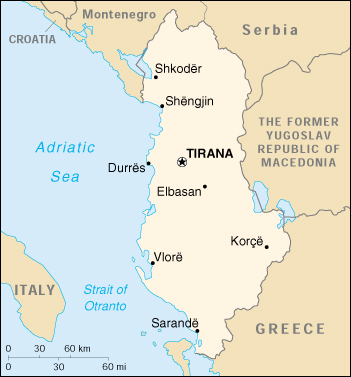 Montenegro
Serbia
CROATIA
Shkodër
Shëngjin
THE FORMER
YUGOSLAV
REPUBLIC OF
MACEDONIA
Adriatic
Sea
TIRANA
Durrës
Elbasan
Korçë
Vlorë
ITALY
Strait of
Otranto
Sarandë
GREECE
0 30 60 km
0 30 60 mi